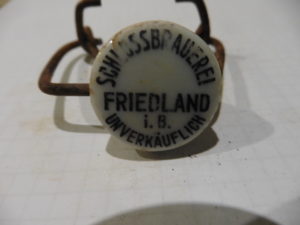 SCHLOSSBRAUEREI
FRIEDLAND
i. B.
UNVERKÄUFLICH